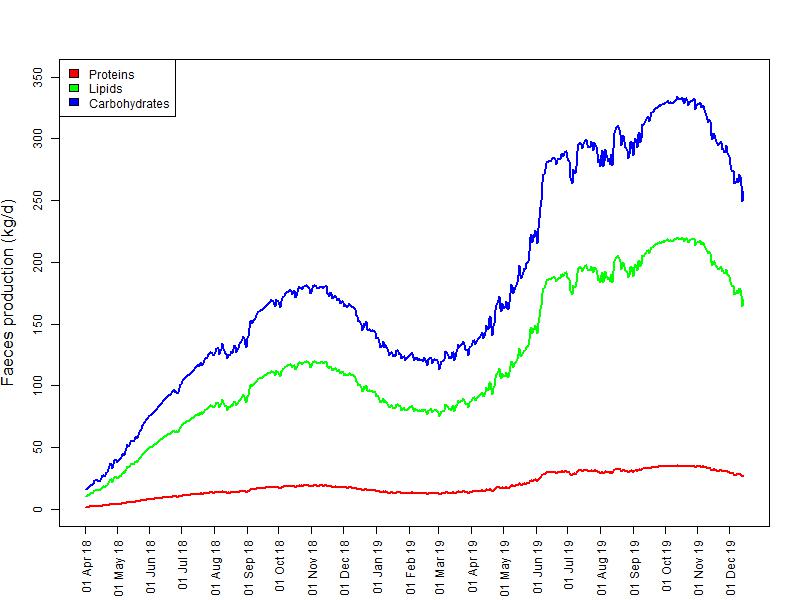 Proteins
Lipids
Carbohydrates
Faeces production (kg/d)
350
300
250
200
150
100
50
0
01 Apr 18
01 May 18
01 Jun 18
01 Jul 18
01 Aug 18
01 Sep 18
01 Oct 18
01 Nov 18
01 Dec 18
01 Jan 19
01 Feb 19
01 Mar 19
01 Apr 19
01 May 19
01 Jun 19
01 Jul 19
01 Aug 19
01 Sep 19
01 Oct 19
01 Nov 19
01 Dec 19